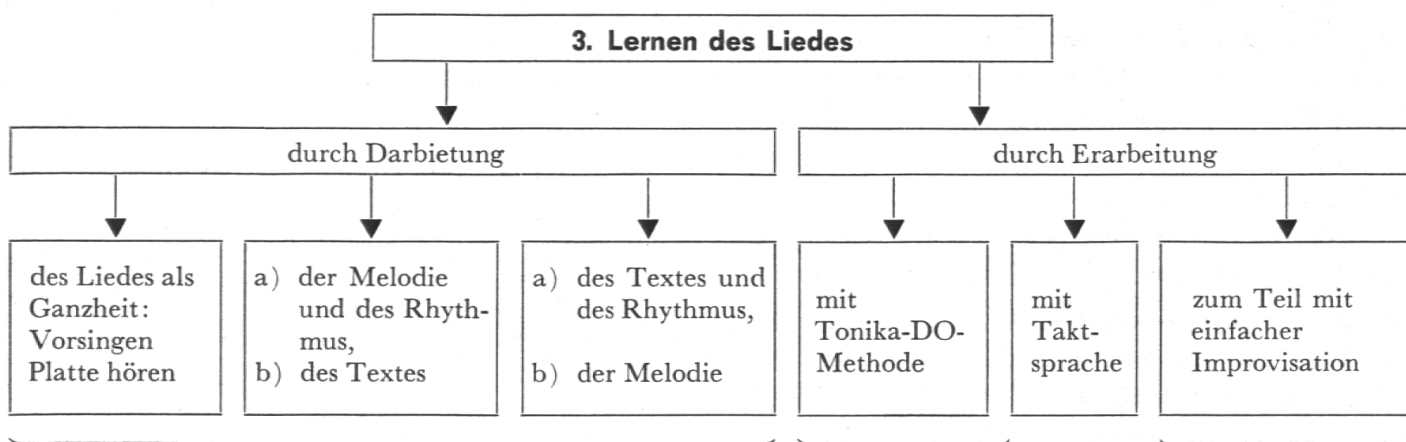 3. Lernen des Liedes
durch Darbietung
durch Erarbeitung
des Liedes als
Ganzheit:
Vorsingen
Platte hören
a) der Melodie
und des Rhyth-
mus,
b) des Textes
a) des Textes und
des Rhythmus,
b) der Melodie
mit
Tonika-DO-
Methode
mit
Takt-
sprache
zum Teil mit
einfacher
Improvisation